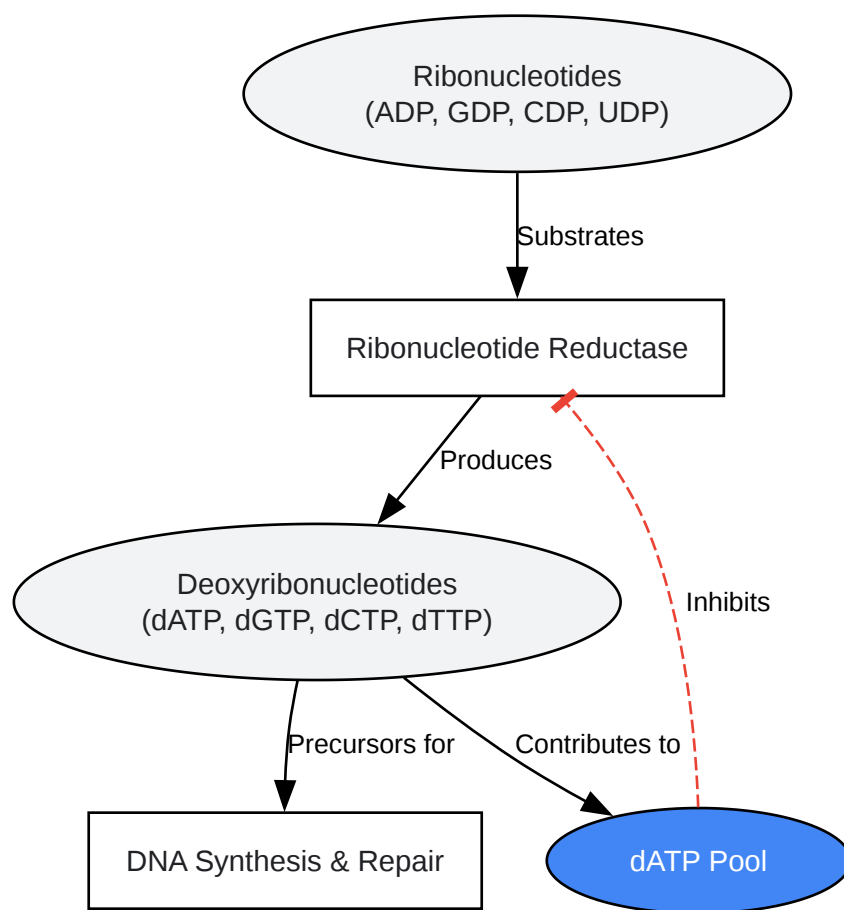 Ribonucleotides
(ADP, GDP, CDP, UDP)
Substrates
Ribonucleotide Reductase
Produces
Deoxyribonucleotides
(dATP, dGTP, dCTP, dTTP)
Inhibits
Precursors for
Contributes to
DNA Synthesis & Repair
dATP Pool